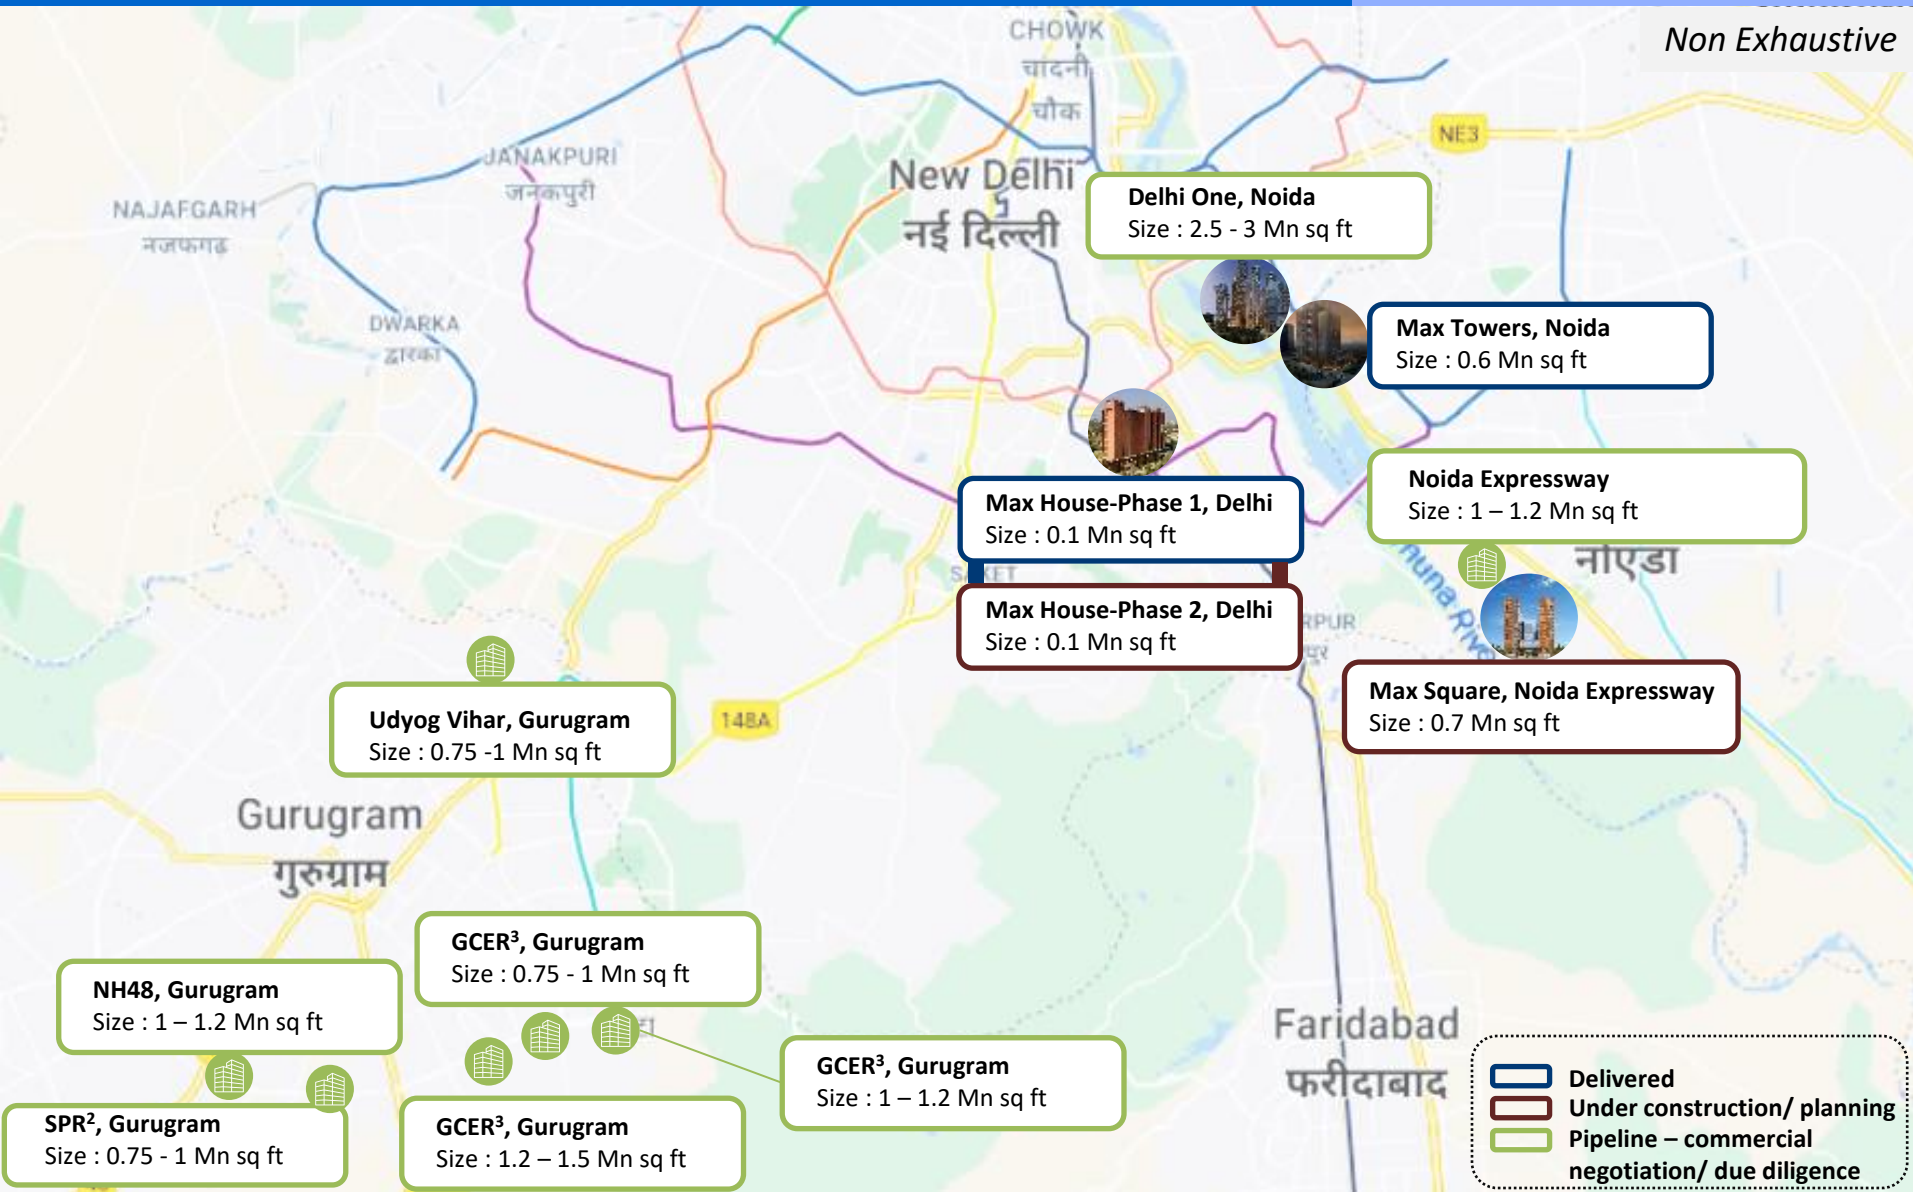 Non Exhaustive
CHOWK
चांदनी
चौक
NE3
JANAKPURI
जनकपुरी
New Delhi
नई दिल्ली
NAJAFGARH
नजफगढ़
Delhi One, Noida
Size : 2.5 - 3 Mn sq ft
DWARKA
द्वारका
Max Towers, Noida
Size : 0.6 Mn sq ft
Noida Expressway
Size : 1 – 1.2 Mn sq ft
Max House-Phase 1, Delhi
Size : 0.1 Mn sq ft
नोएडा
Max House-Phase 2, Delhi
Size : 0.1 Mn sq ft
RPUR
Max Square, Noida Expressway
Size : 0.7 Mn sq ft
Udyog Vihar, Gurugram
Size : 0.75 -1 Mn sq ft
148A
Gurugram
गुरुग्राम
GCER³, Gurugram
Size : 0.75 - 1 Mn sq ft
NH48, Gurugram
Size : 1 – 1.2 Mn sq ft
GCER³, Gurugram
Size : 1 – 1.2 Mn sq ft
Faridabad
फरीदाबाद
SPR², Gurugram
Size : 0.75 - 1 Mn sq ft
GCER³, Gurugram
Size : 1.2 – 1.5 Mn sq ft
Delivered
Under construction/ planning
Pipeline – commercial
negotiation/ due diligence